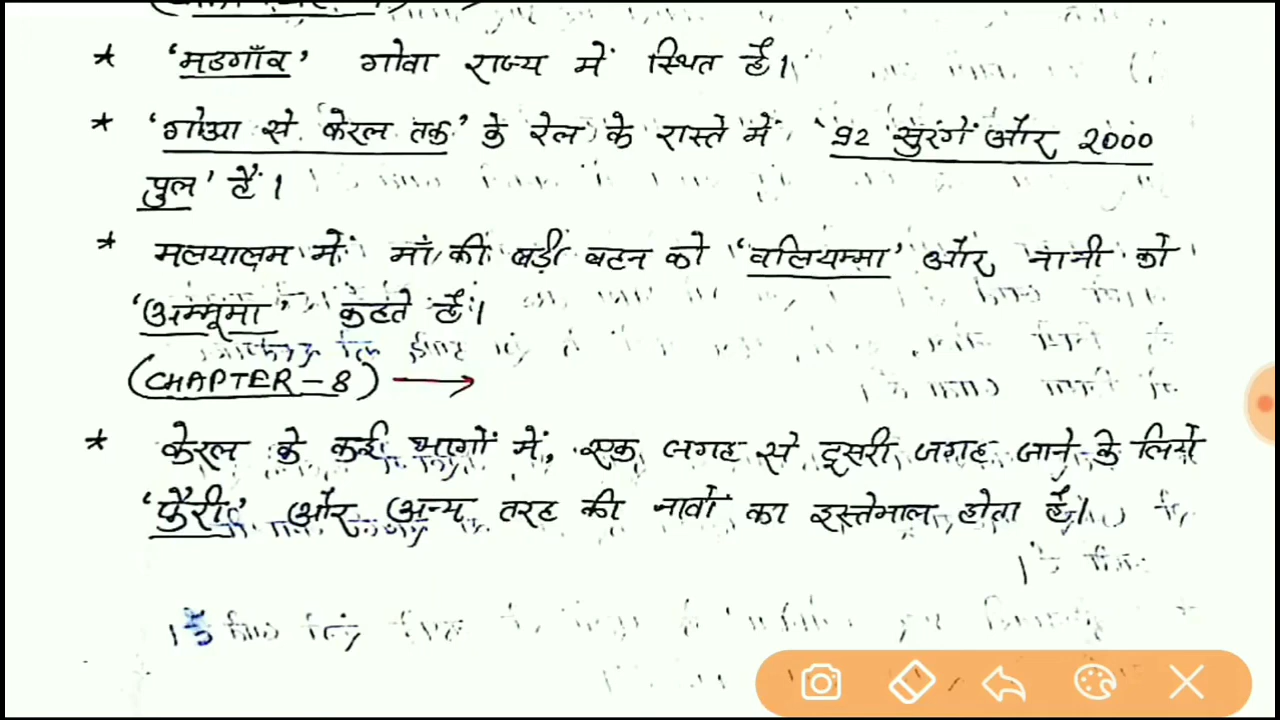 * 'मडगाँव' गोवा राज्य में स्थित है।
* 'गोआ से केरल तक' के रेल के रास्ते में '92 सुरंगें और 2000
पुल' हैं।
* मलयालम में माँ की बड़ी बहन को 'वलियम्मा' और नानी को
'अम्मूमा' कहते हैं।
(CHAPTER-8) →
* केरल के कई भागों में, एक जगह से दूसरी जगह जाने के लिये
'फैरी' और अन्य तरह की नावों का इस्तेमाल होता है।